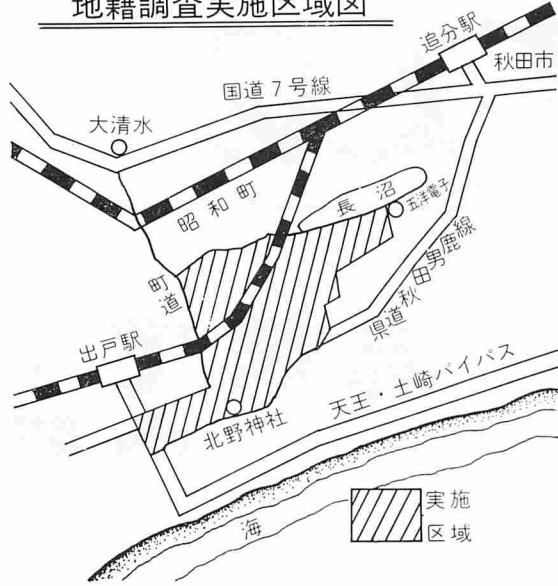 地籍調査実施区域図
追分駅
秋田市
国道7号線
大清水
昭和町
長沼
五洋電子
町道
県道秋田男鹿線
出戸駅
北野神社
天王・土崎バイパス
海
実施
区域